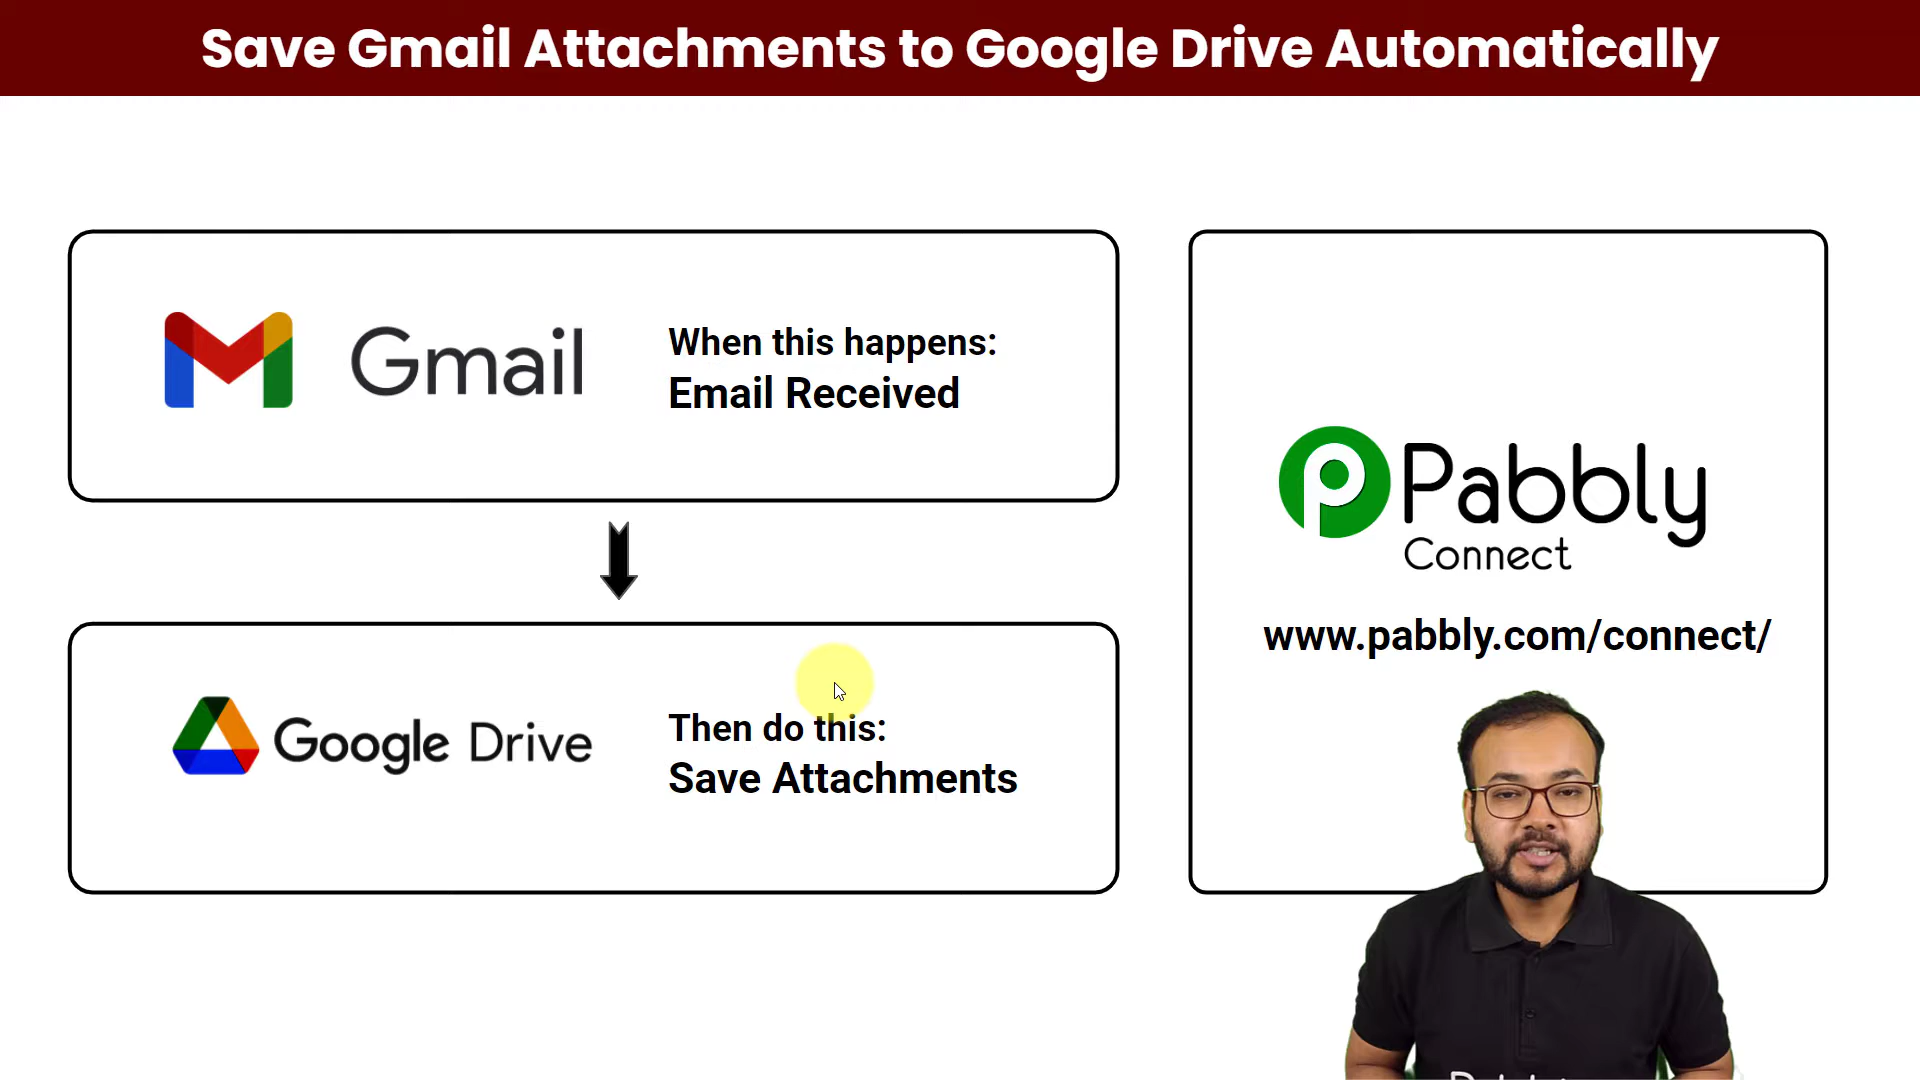 Save Gmail Attachments to Google Drive Automatically
Gmail
When this happens:
Email Received
Google Drive
Then do this:
Save Attachments
Pabbly
Connect
www.pabbly.com/connect/